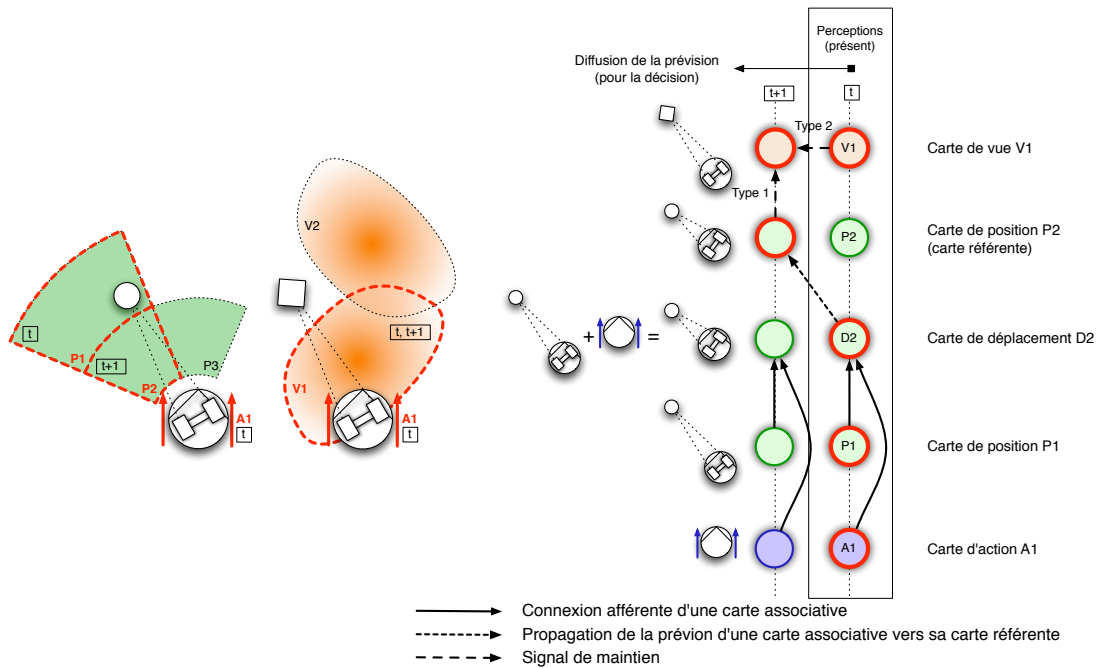 Perceptions
(présent)
Diffusion de la prévision
(pour la décision)
t+1
t
Type 2
V1
Carte de vue V1
Type 1
P2
Carte de position P2
(carte référente)
D2
Carte de déplacement D2
P1
Carte de position P1
A1
Carte d'action A1
V2
t
P1
t+1
P2
P3
A1
t
t, t+1
V1
A1
t
+
=
Connexion afférente d'une carte associative
Propagation de la prévion d'une carte associative vers sa carte référente
Signal de maintien